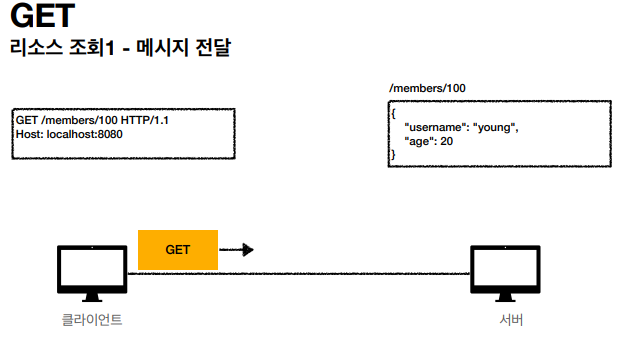 GET
리소스 조회1 - 메시지 전달
GET /members/100 HTTP/1.1
Host: localhost:8080
/members/100
{
"username": "young",
"age": 20
}
GET
클라이언트
서버